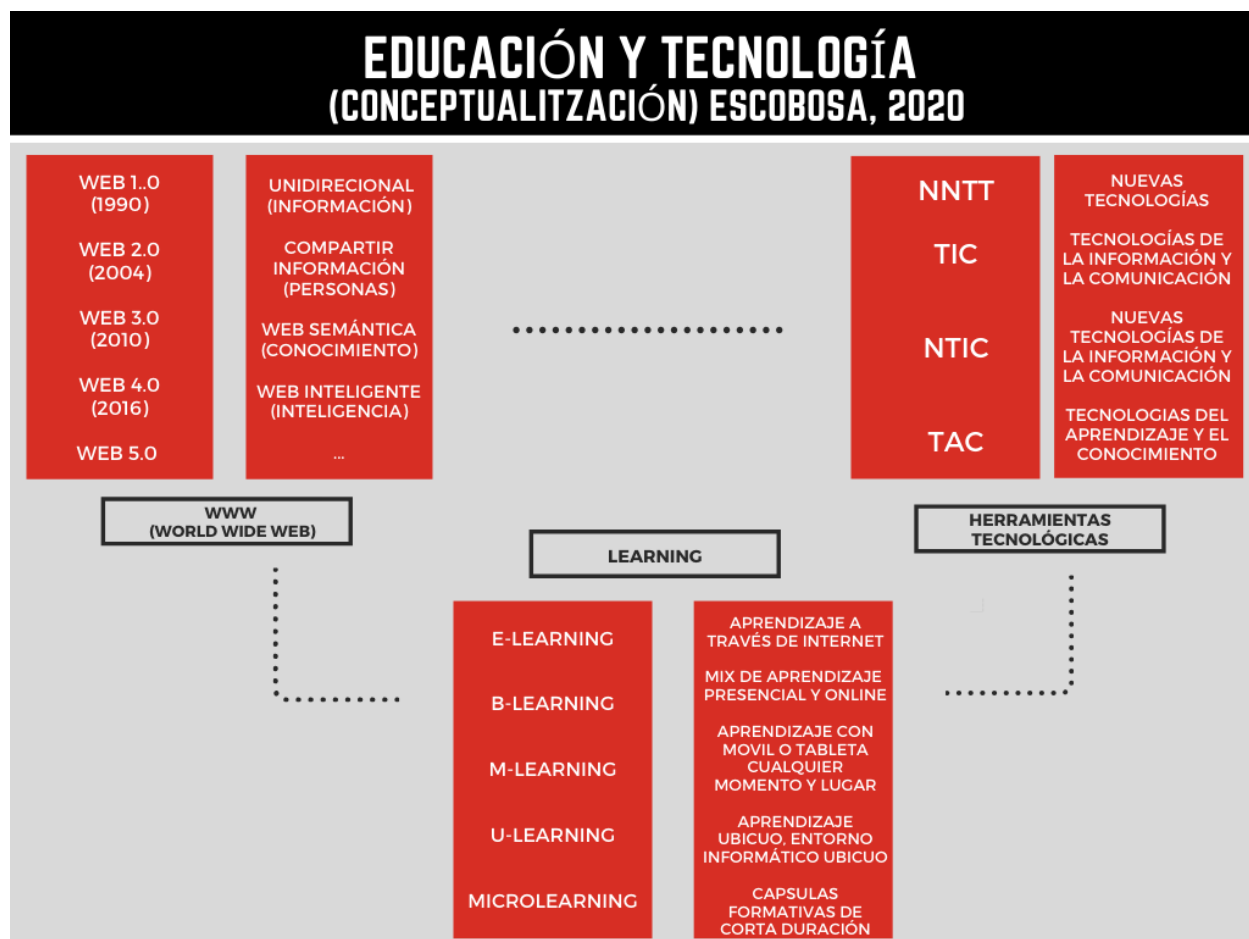 EDUCACIÓN Y TECNOLOGÍA
(CONCEPTUALITZACIÓN) ESCOBOSA, 2020
WEB 1..0
(1990)
WEB 2.0
(2004)
WEB 3.0
(2010)
WEB 4.0
(2016)
WEB 5.0
UNIDIRECIONAL
(INFORMACIÓN)
COMPARTIR
INFORMACIÓN
(PERSONAS)
WEB SEMÁNTICA
(CONOCIMIENTO)
WEB INTELIGENTE
(INTELIGENCIA)
...
WWW
(WORLD WIDE WEB)
NNTT
TIC
NTIC
TAC
NUEVAS
TECNOLOGÍAS
TECNOLOGÍAS DE
LA INFORMACIÓN Y
LA COMUNICACIÓN
NUEVAS
TECNOLOGÍAS DE
LA INFORMACIÓN Y
LA COMUNICACIÓN
TECNOLOGIAS DEL
APRENDIZAJE Y EL
CONOCIMIENTO
HERRAMIENTAS
TECNOLÓGICAS
LEARNING
E-LEARNING
B-LEARNING
M-LEARNING
U-LEARNING
MICROLEARNING
APRENDIZAJE A
TRAVÉS DE INTERNET
MIX DE APRENDIZAJE
PRESENCIAL Y ONLINE
APRENDIZAJE CON
MOVIL O TABLETA
CUALQUIER
MOMENTO Y LUGAR
APRENDIZAJE
UBICUO, ENTORNO
INFORMÁTICO UBICUO
CAPSULAS
FORMATIVAS DE
CORTA DURACIÓN